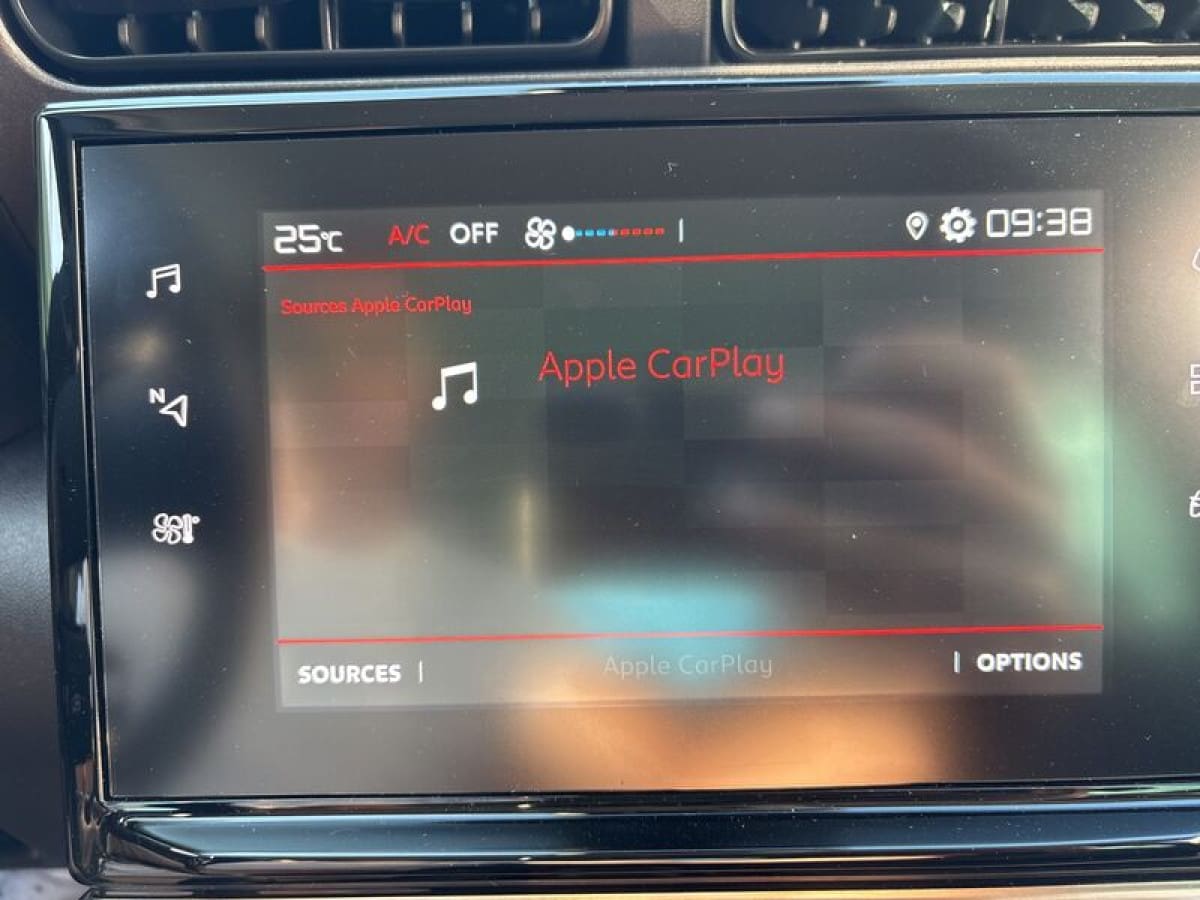 25°C A/C OFF 09:38
Sources Apple CarPlay
N
Apple CarPlay
SOURCES | Apple CarPlay | OPTIONS